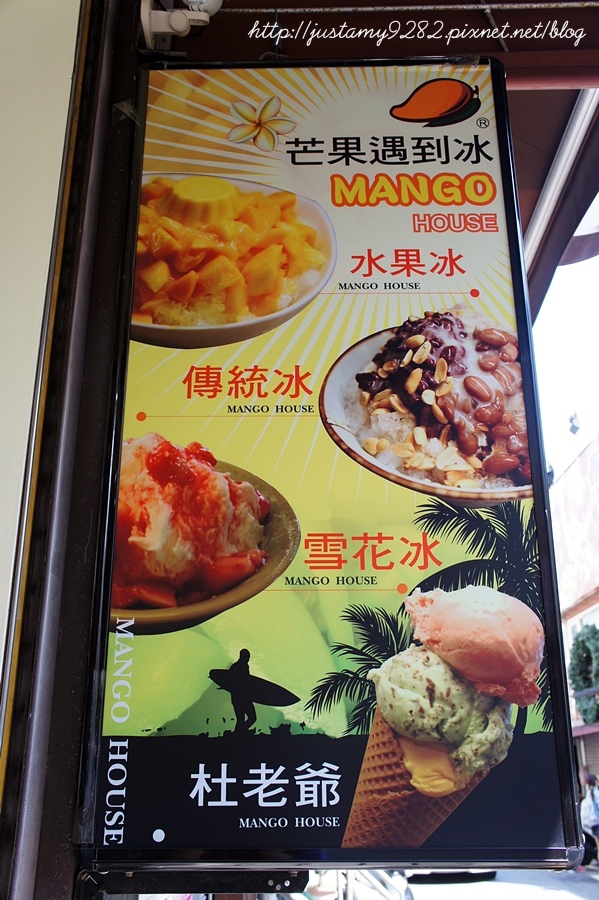 http://justamy9282.pixnet.net/blog
®
芒果遇到冰
MANGO
HOUSE
水果冰
MANGO HOUSE
傳統冰
MANGO HOUSE
雪花冰
MANGO HOUSE
MANGO HOUSE
杜老爺
MANGO HOUSE